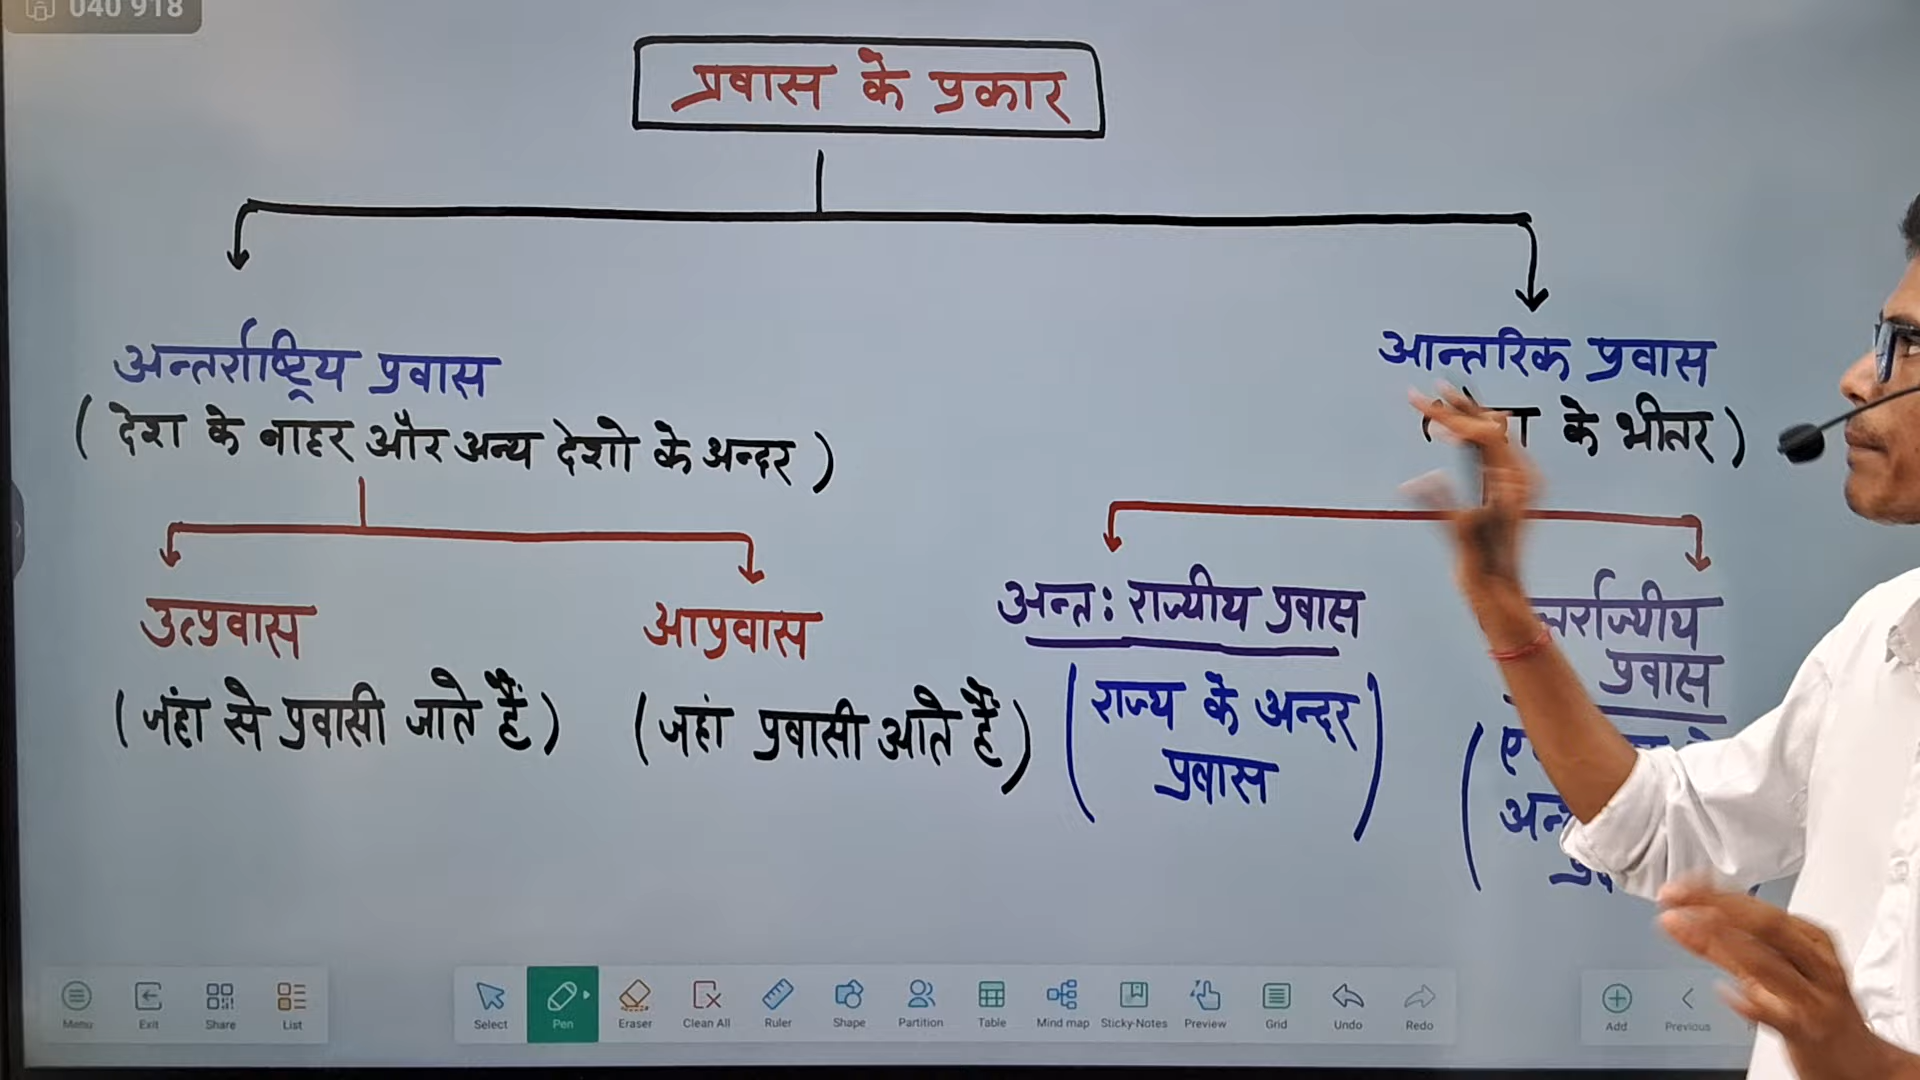 040 918
प्रवास के प्रकार
अन्तर्राष्ट्रिय प्रवास
(देश के बाहर और अन्य देशो के अन्दर)
उत्प्रवास
(जंहा से प्रवासी जाते हैं)
आप्रवास
(जहां प्रवासी आते हैं)
आन्तरिक प्रवास
के भीतर)
अन्त: राज्यीय प्रवास
(राज्य के अन्दर
प्रवास)
प्रवास
Menu Exit Share List Select Pen Eraser Clean All Ruler Shape Partition Table Mind map Sticky-Notes Preview Grid Undo Redo Add Previous